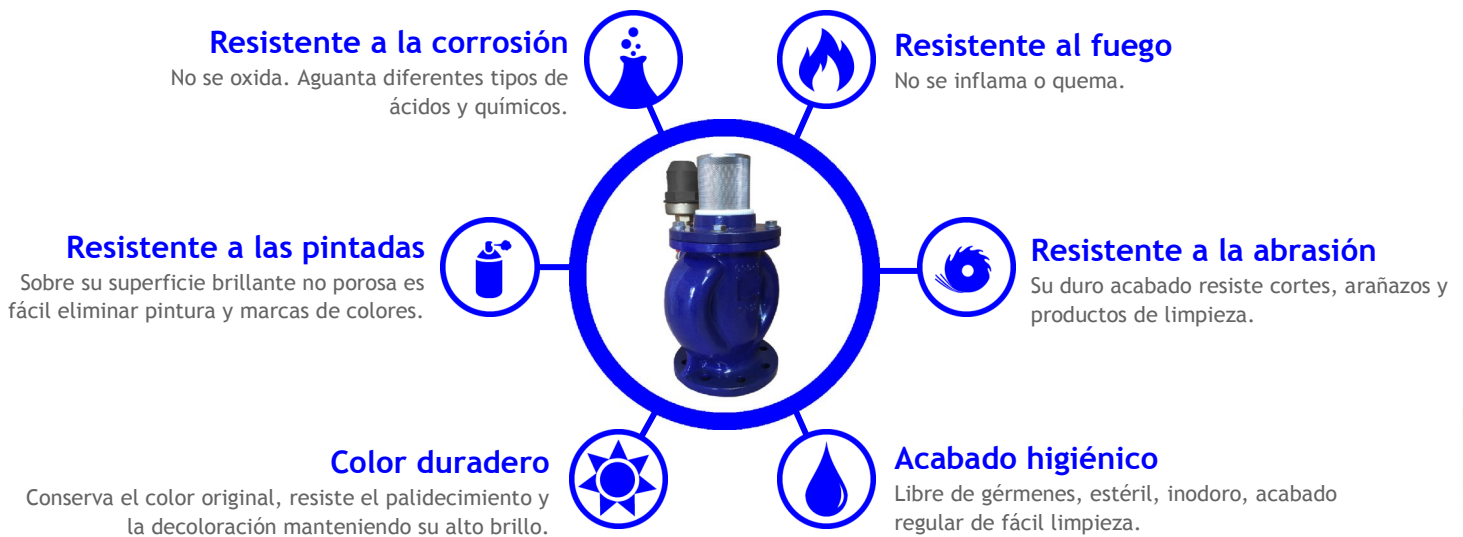 Resistente a la corrosión
No se oxida. Aguanta diferentes tipos de
ácidos y químicos.
Resistente al fuego
No se inflama o quema.
Resistente a las pintadas
Sobre su superficie brillante no porosa es
fácil eliminar pintura y marcas de colores.
Resistente a la abrasión
Su duro acabado resiste cortes, arañazos y
productos de limpieza.
Color duradero
Conserva el color original, resiste el palidecimiento y
la decoloración manteniendo su alto brillo.
Acabado higiénico
Libre de gérmenes, estéril, inodoro, acabado
regular de fácil limpieza.